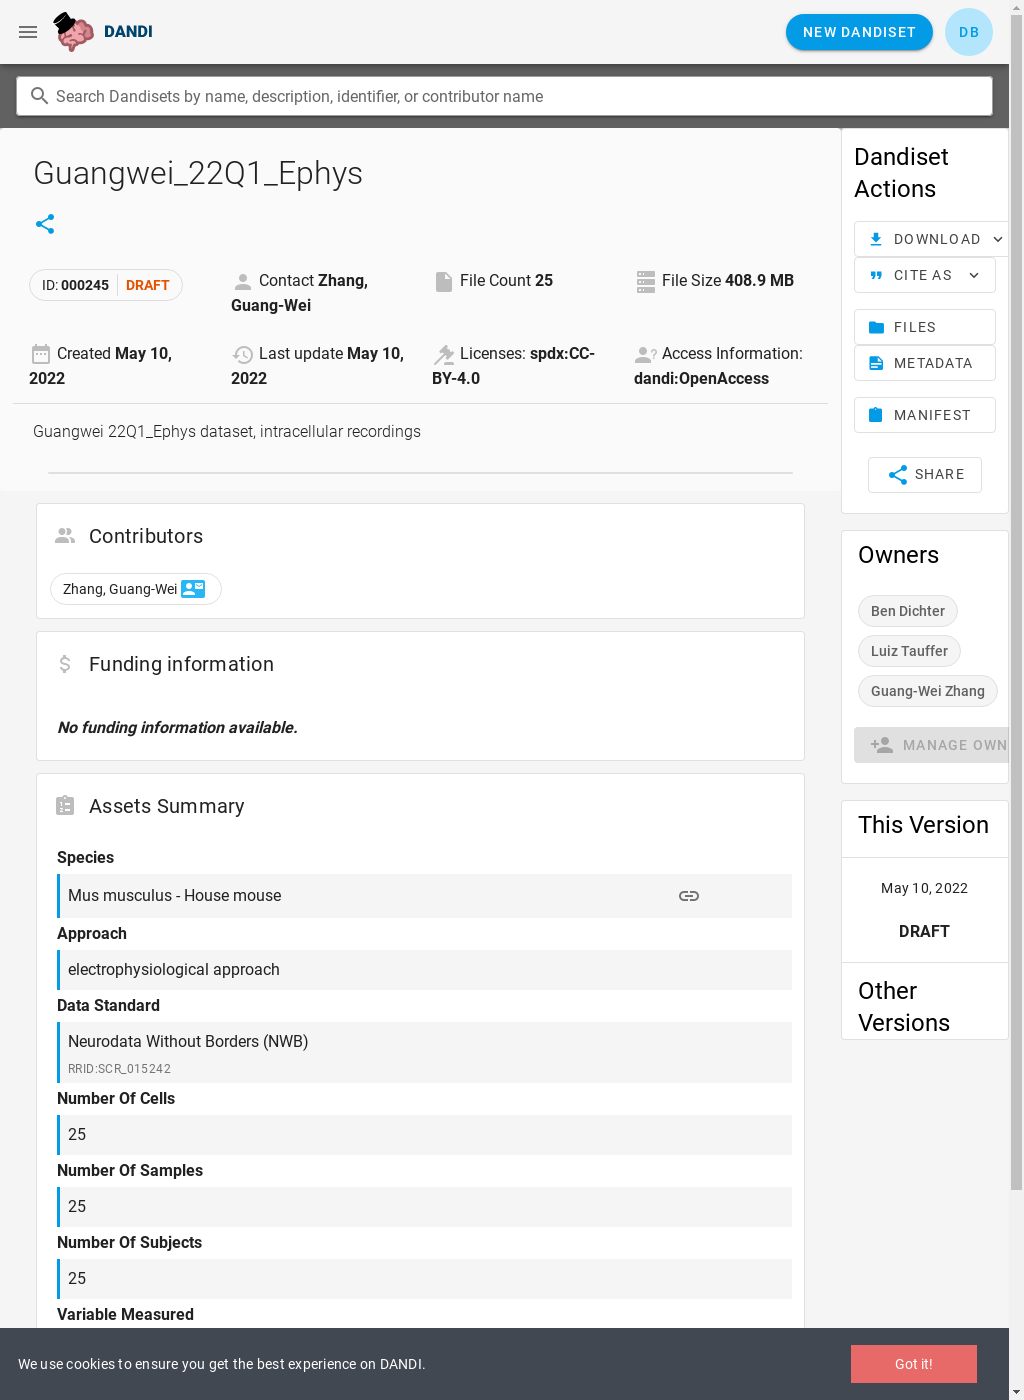 DANDI
NEW DANDISET
DB
Search Dandisets by name, description, identifier, or contributor name
Guangwei_22Q1_Ephys
ID: 000245 DRAFT
Contact Zhang,
Guang-Wei
File Count 25
File Size 408.9 MB
Created May 10,
2022
Last update May 10,
2022
Licenses: spdx:CC-
BY-4.0
Access Information:
dandi:OpenAccess
Guangwei 22Q1_Ephys dataset, intracellular recordings
Contributors
Zhang, Guang-Wei
Funding information
No funding information available.
Assets Summary
Species
Mus musculus - House mouse
Approach
electrophysiological approach
Data Standard
Neurodata Without Borders (NWB)
RRID:SCR_015242
Number Of Cells
25
Number Of Samples
25
Number Of Subjects
25
Variable Measured
Dandiset
Actions
DOWNLOAD
CITE AS
FILES
METADATA
MANIFEST
SHARE
Owners
Ben Dichter
Luiz Tauffer
Guang-Wei Zhang
MANAGE OWN
This Version
May 10, 2022
DRAFT
Other
Versions
We use cookies to ensure you get the best experience on DANDI.
Got it!